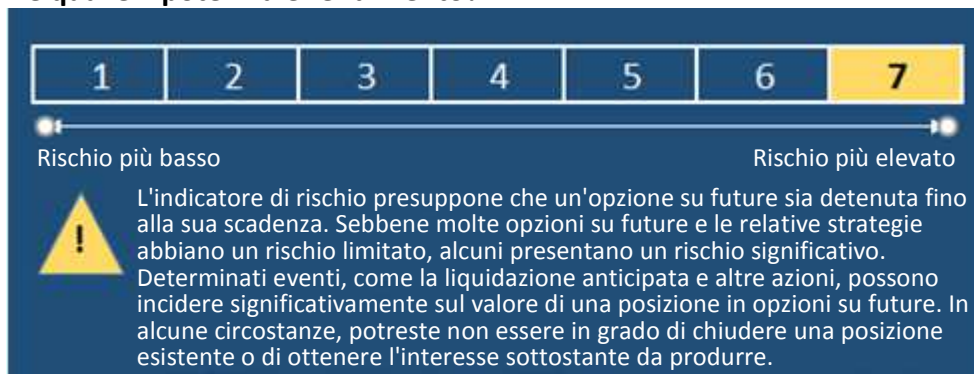 1 2 3 4 5 6 7
Rischio più basso Rischio più elevato
! L'indicatore di rischio presuppone che un'opzione su future sia detenuta fino
alla sua scadenza. Sebbene molte opzioni su future e le relative strategie
abbiano un rischio limitato, alcuni presentano un rischio significativo.
Determinati eventi, come la liquidazione anticipata e altre azioni, possono
incidere significativamente sul valore di una posizione in opzioni su future. In
alcune circostanze, potreste non essere in grado di chiudere una posizione
esistente o di ottenere l'interesse sottostante da produrre.